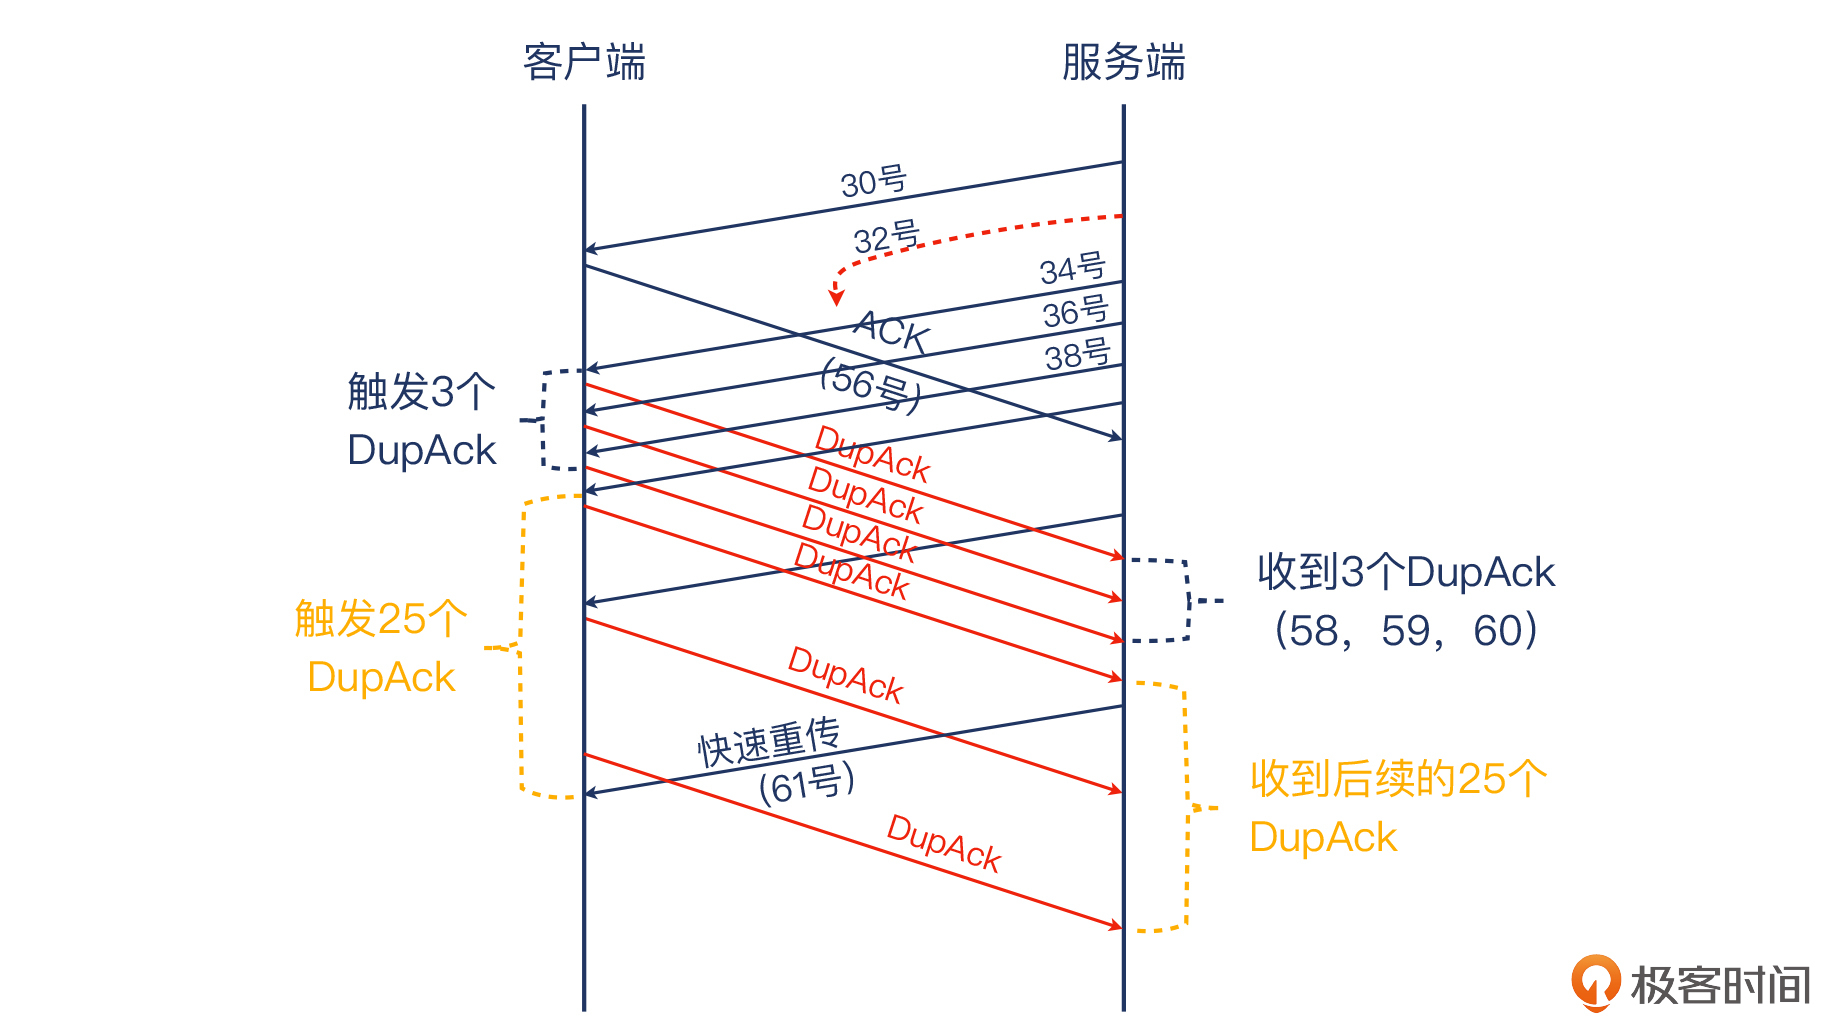 客户端
服务端
30号
32号
34号
36号
38号
ACK
(56号)
触发3个
DupAck
DupAck
DupAck
DupAck
DupAck
收到3个DupAck
(58，59，60)
触发25个
DupAck
DupAck
快速重传
(61号)
收到后续的25个
DupAck
DupAck
极客时间